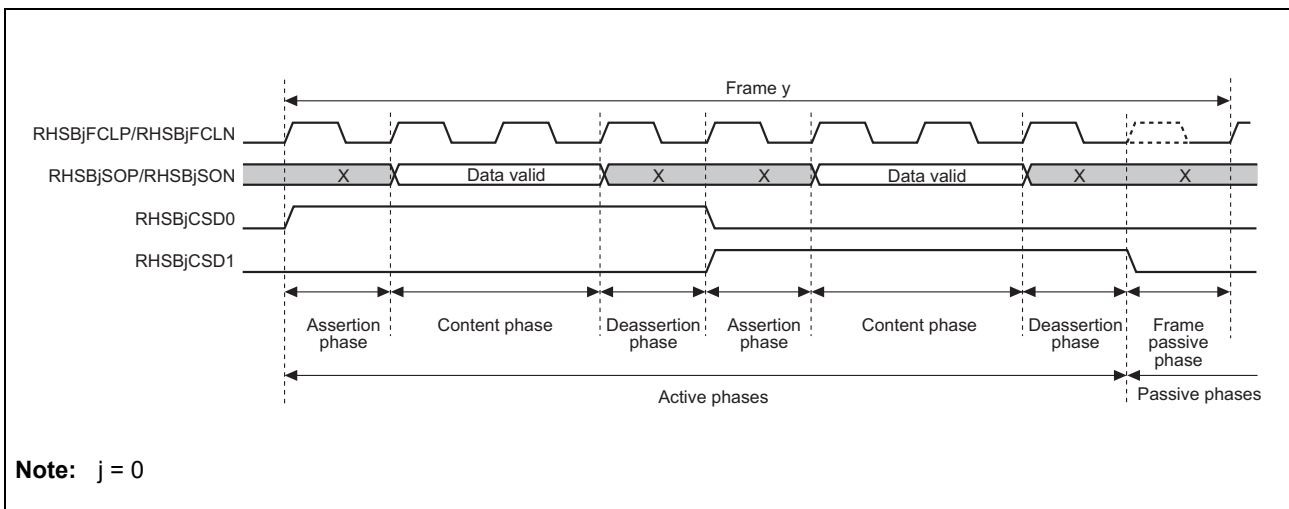 Frame y
RHSBjFCLP/RHSBjFCLN
RHSBjSOP/RHSBjSON
X
Data valid
X
X
Data valid
X
X
RHSBjCSD0
RHSBjCSD1
Assertion
phase
Content phase
Deassertion
phase
Assertion
phase
Content phase
Deassertion
phase
Frame
passive
phase
Active phases
Passive phases
Note: j = 0